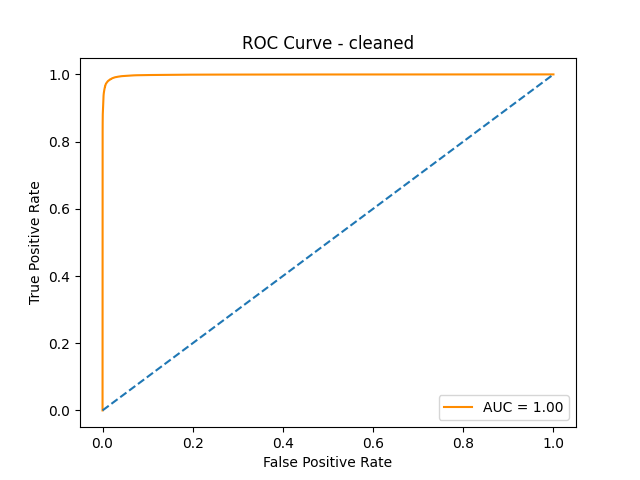 ROC Curve - cleaned
True Positive Rate
1.0
0.8
0.6
0.4
0.2
0.0
AUC = 1.00
0.0 0.2 0.4 0.6 0.8 1.0
False Positive Rate